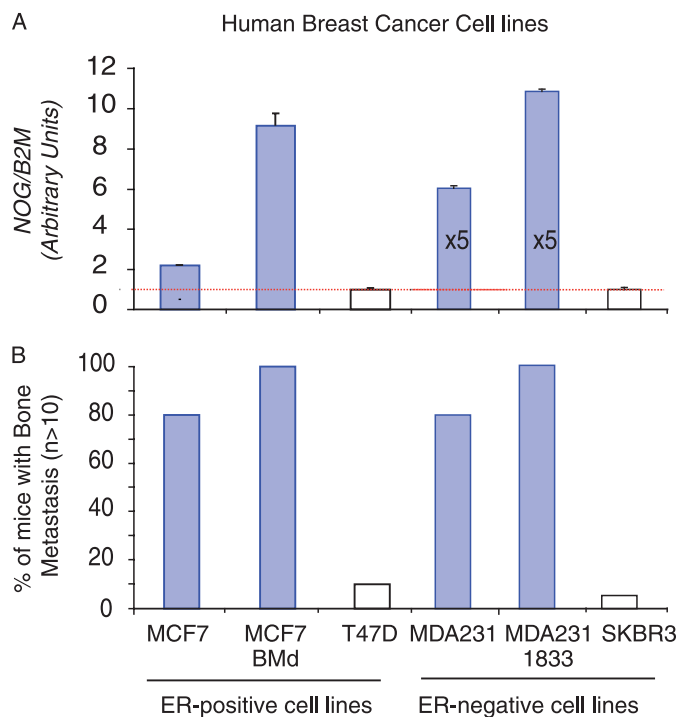 A
Human Breast Cancer Cell lines
NOG/B2M
(Arbitrary Units)
12
10
8
6
4
2
0
x5
x5
B
% of mice with Bone
Metastasis (n>10)
100
80
60
40
20
0
MCF7 MCF7 T47D MDA231 MDA231 SKBR3
BMd 1833
ER-positive cell lines ER-negative cell lines